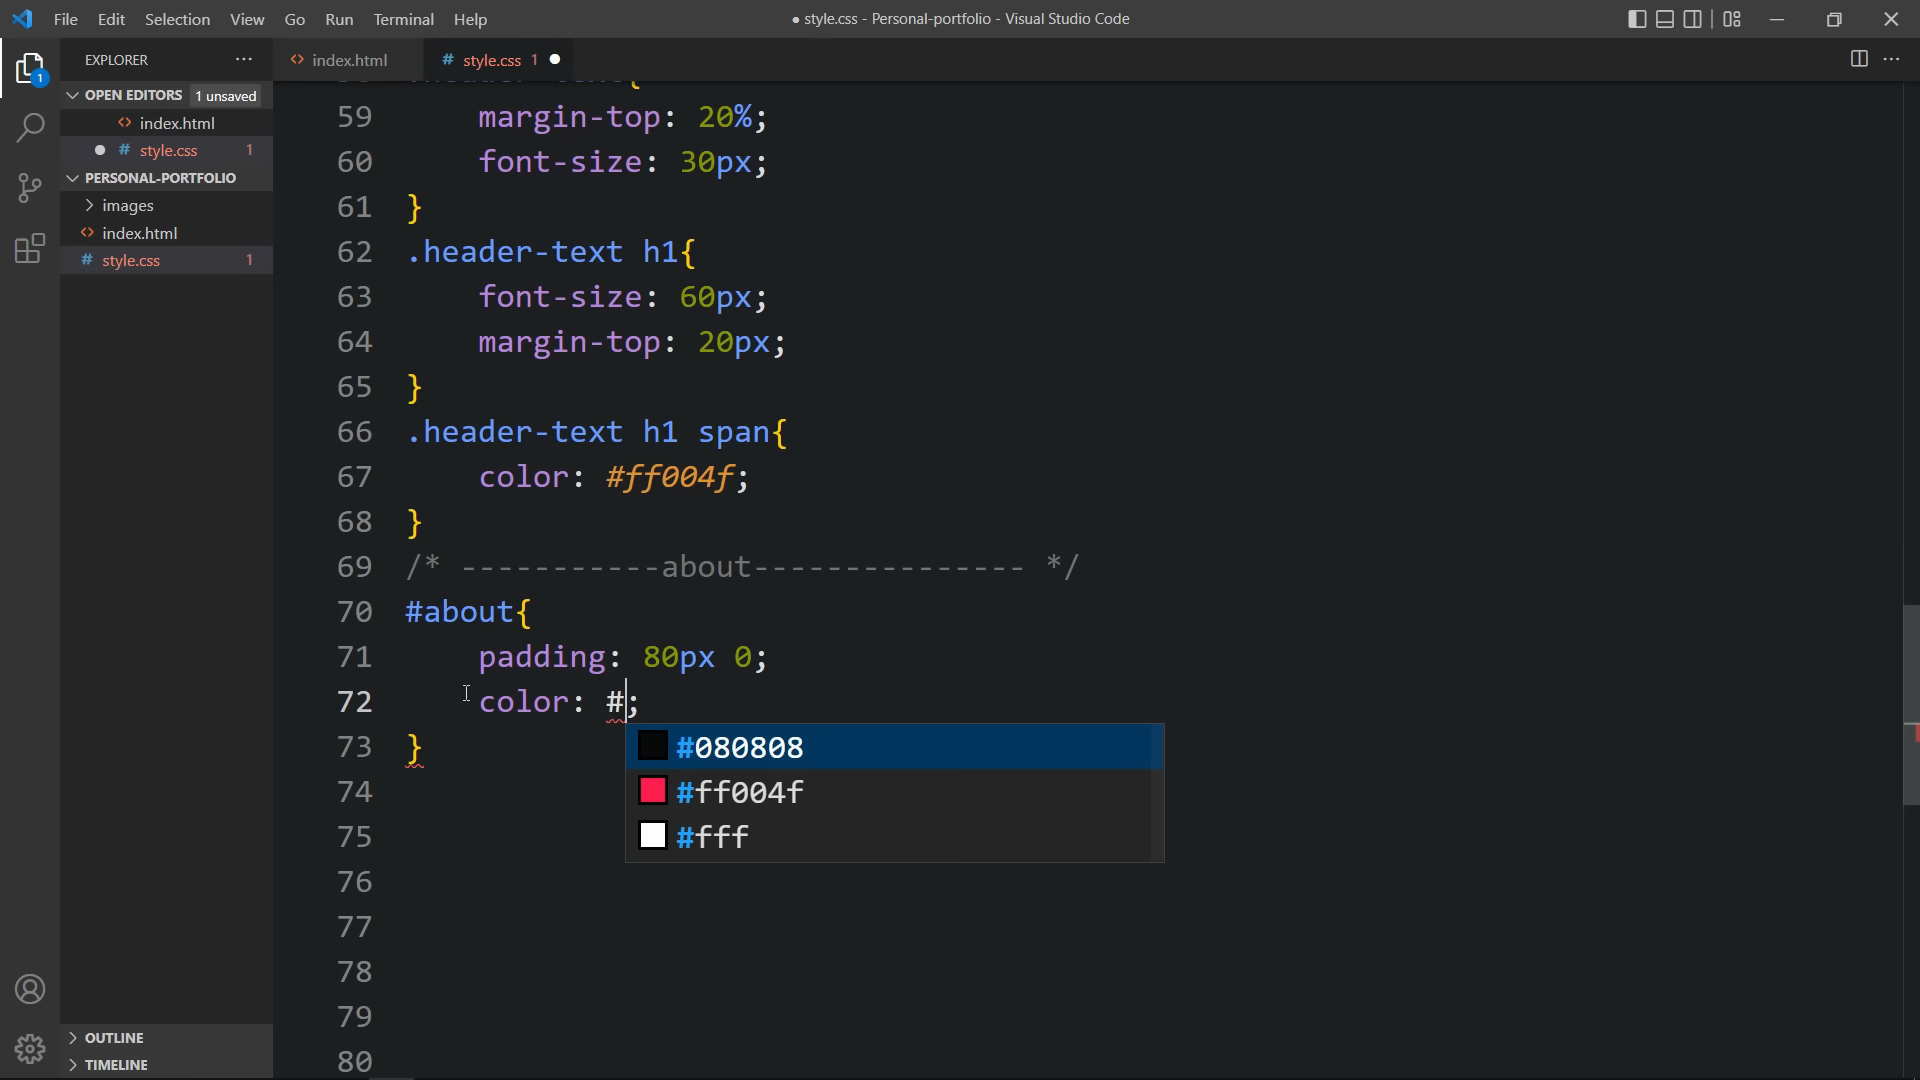 File Edit Selection View Go Run Terminal Help
● style.css - Personal-portfolio - Visual Studio Code
EXPLORER ···
<> index.html
# style.css 1 ●
OPEN EDITORS 1 unsaved
<> index.html
● # style.css 1
PERSONAL-PORTFOLIO
> images
<> index.html
# style.css 1
OUTLINE
TIMELINE
1
59 margin-top: 20%;
60 font-size: 30px;
61 }
62 .header-text h1{
63 font-size: 60px;
64 margin-top: 20px;
65 }
66 .header-text h1 span{
67 color: #ff004f;
68 }
69 /* -----------about--------------- */
70 #about{
71 padding: 80px 0;
72 color: #;
73 }
#080808
#ff004f
#fff
74
75
76
77
78
79
80